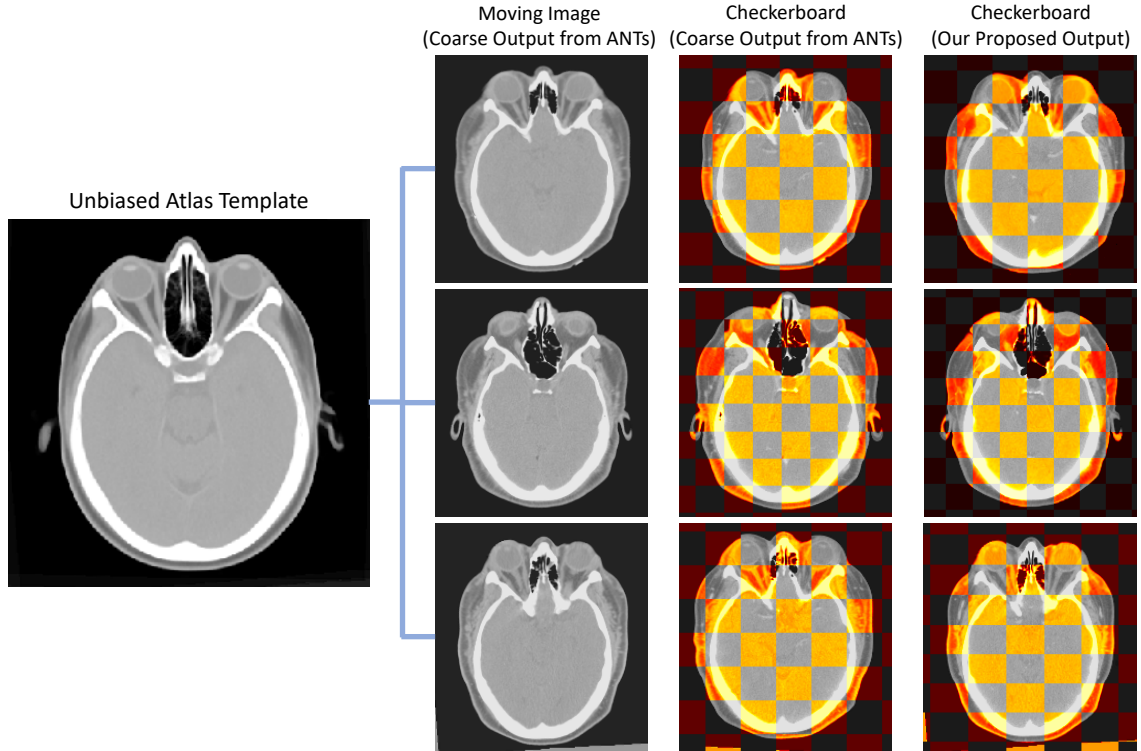 Moving Image
(Coarse Output from ANTs)
Checkerboard
(Coarse Output from ANTs)
Checkerboard
(Our Proposed Output)
Unbiased Atlas Template